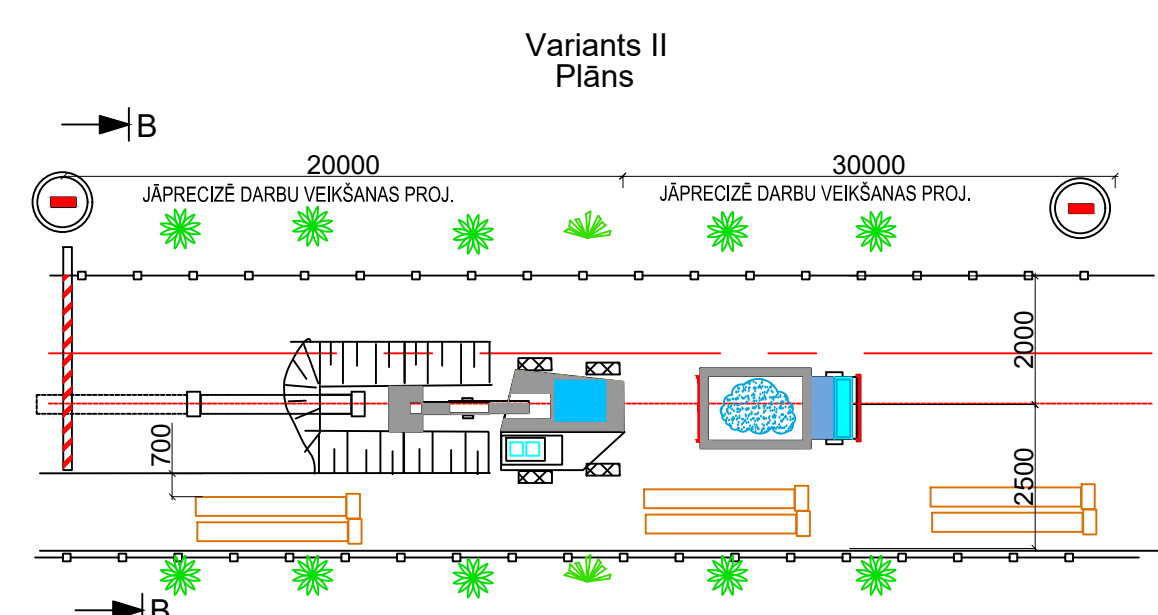 Variants II
Plāns
B
20000
30000
JĀPRECIZĒ DARBU VEIKŠANAS PROJ.
JĀPRECIZĒ DARBU VEIKŠANAS PROJ.
2000
700
2500
B